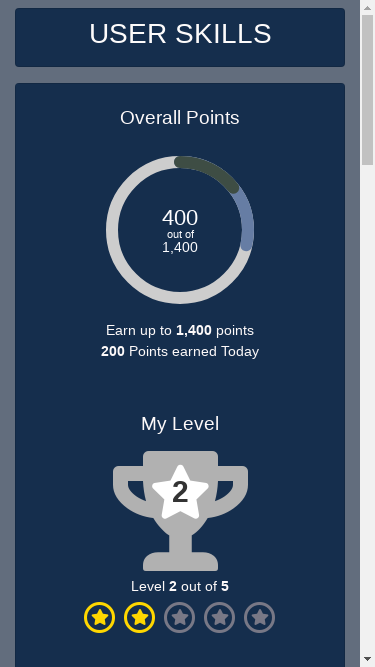 USER SKILLS
Overall Points
400
out of
1,400
Earn up to 1,400 points
200 Points earned Today
My Level
2
Level 2 out of 5